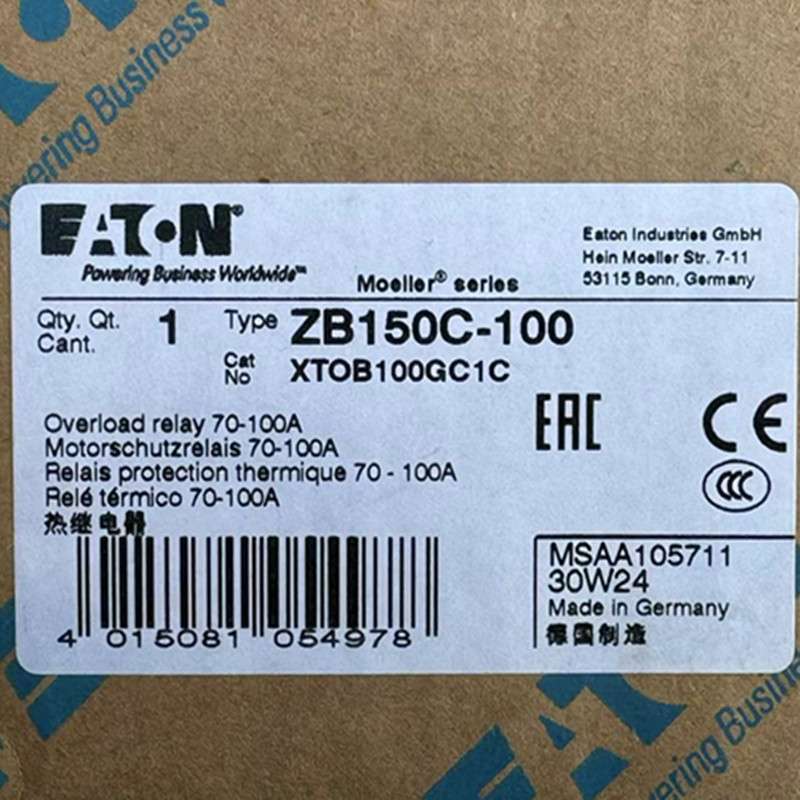 Powering Business W
EATON®
Powering Business Worldwide™
Moeller® series
Eaton Industries GmbH
Hein Moeller Str. 7-11
53115 Bonn, Germany
Qty. Qt.
Cant.
1
Type ZB150C-100
Cat
No
XTOB100GC1C
Overload relay 70-100A
Motorschutzrelais 70-100A
Relais protection thermique 70 - 100A
Relé térmico 70-100A
热继电器
EAC
CE
CCC
MSAA105711
30W24
Made in Germany
德国制造
4 015081 054978
Powering Business